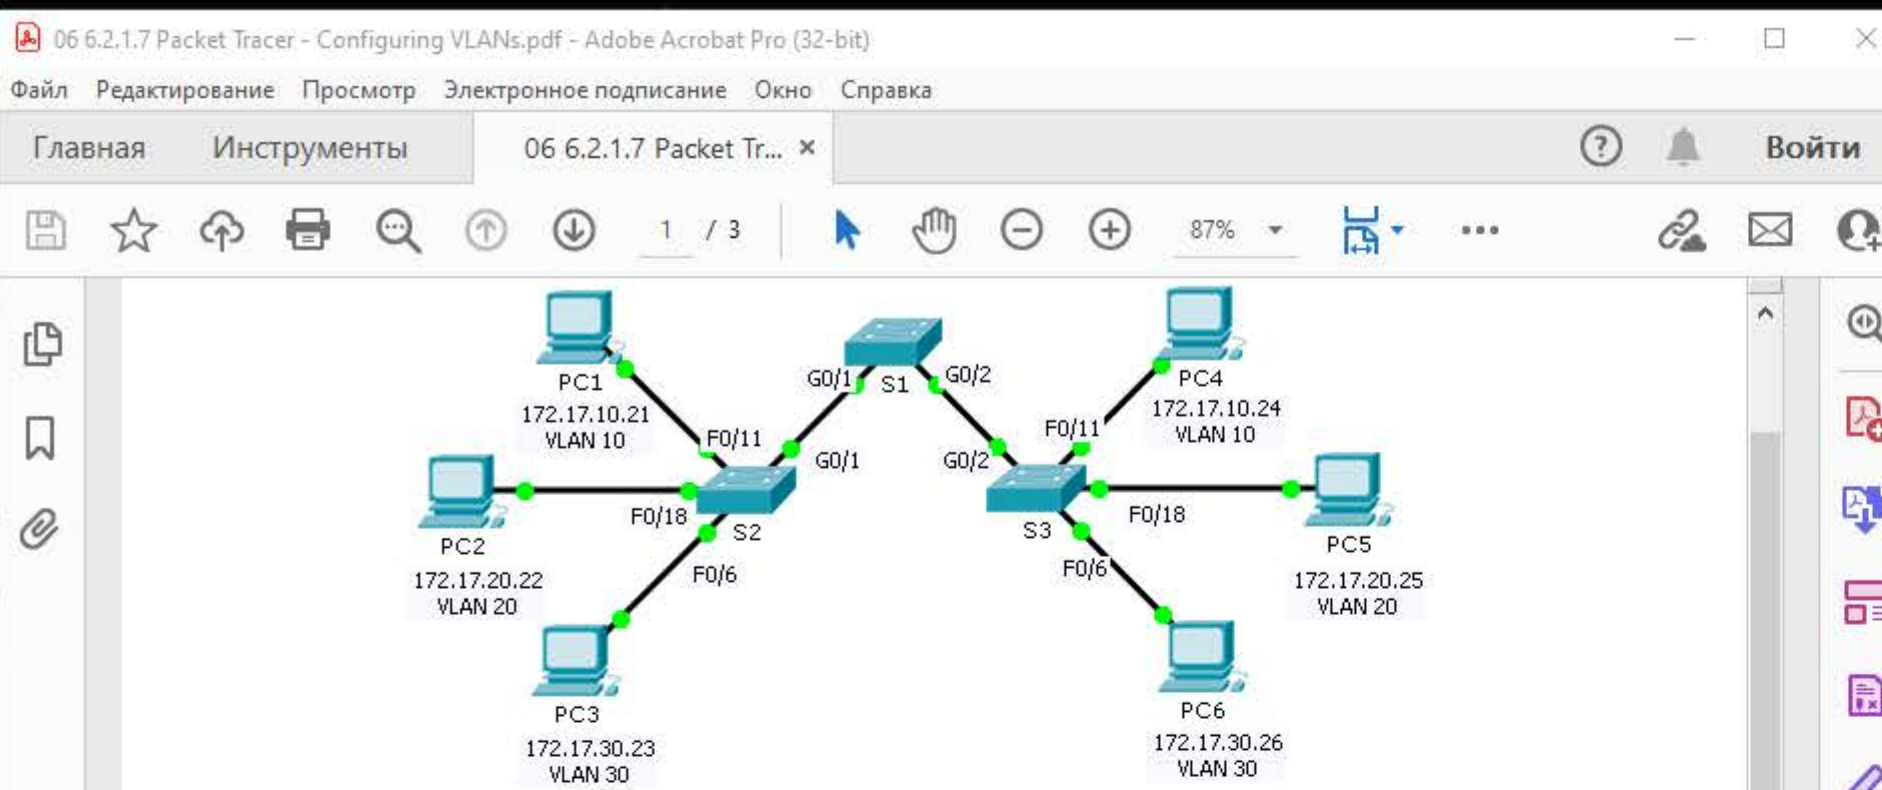 06 6.2.1.7 Packet Tracer - Configuring VLANs.pdf - Adobe Acrobat Pro (32-bit)
Файл Редактирование Просмотр Электронное подписание Окно Справка
Главная Инструменты 06 6.2.1.7 Packet Tr... × Войти
1 / 3 87%
PC1
172.17.10.21
VLAN 10
G0/1
S1
G0/2
PC4
172.17.10.24
VLAN 10
F0/11
G0/1
G0/2
F0/11
PC2
172.17.20.22
VLAN 20
F0/18
S2
F0/6
S3
F0/18
F0/6
PC5
172.17.20.25
VLAN 20
PC3
172.17.30.23
VLAN 30
PC6
172.17.30.26
VLAN 30